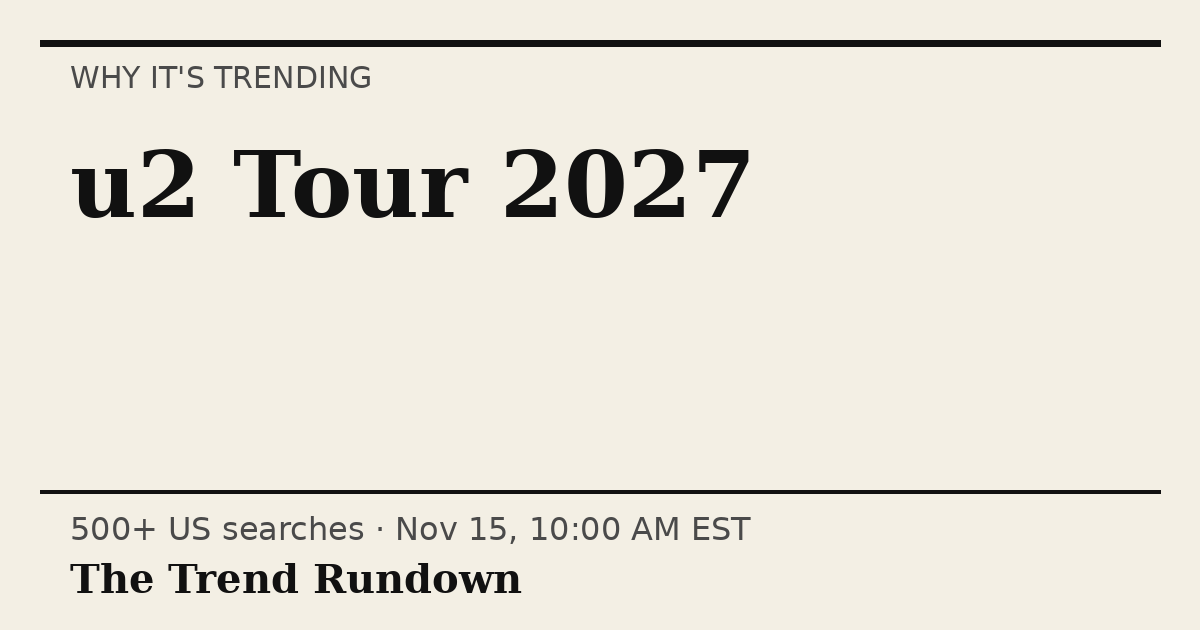 WHY IT'S TRENDING
u2 Tour 2027
500+ US searches · Nov 15, 10:00 AM EST
The Trend Rundown